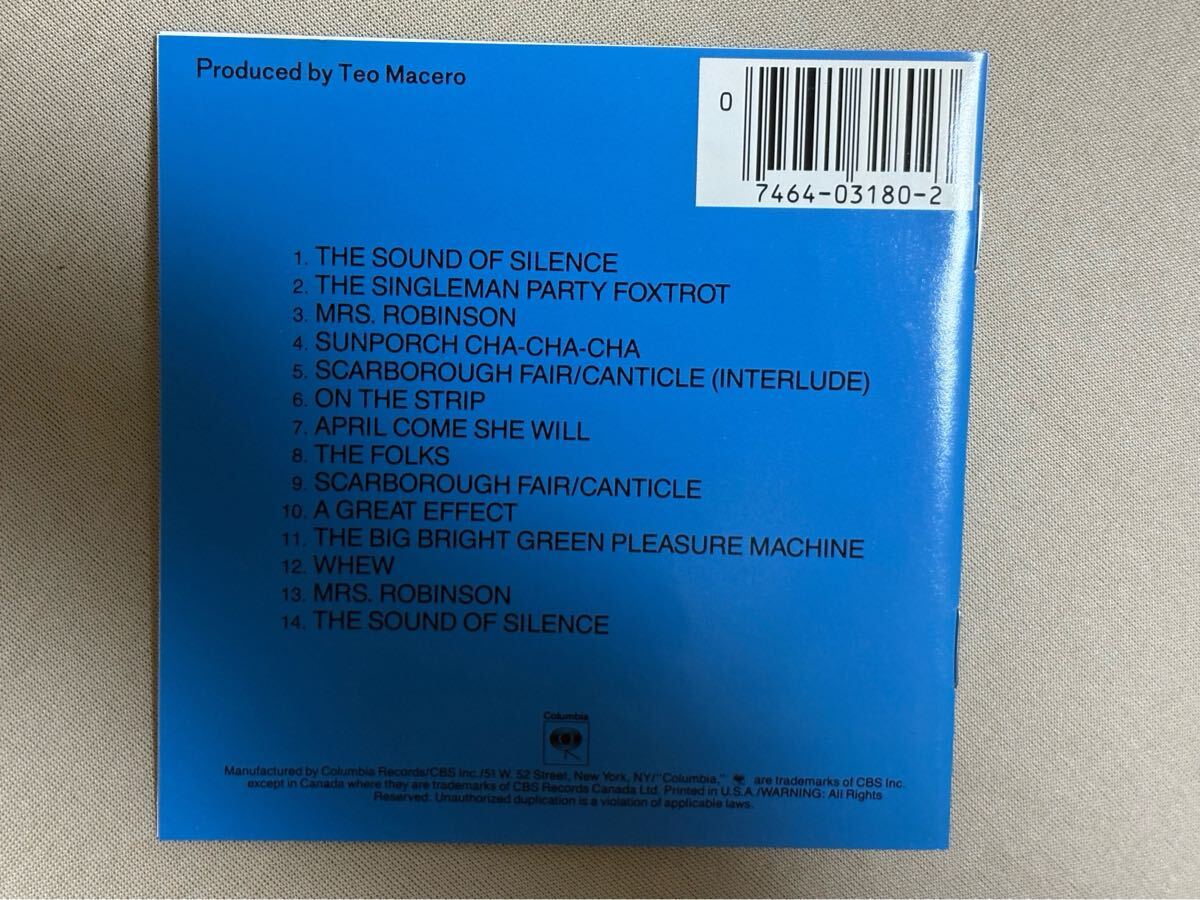 Produced by Teo Macero
0
7464-03180-2
1. THE SOUND OF SILENCE
2. THE SINGLEMAN PARTY FOXTROT
3. MRS. ROBINSON
4. SUNPORCH CHA-CHA-CHA
5. SCARBOROUGH FAIR/CANTICLE (INTERLUDE)
6. ON THE STRIP
7. APRIL COME SHE WILL
8. THE FOLKS
9. SCARBOROUGH FAIR/CANTICLE
10. A GREAT EFFECT
11. THE BIG BRIGHT GREEN PLEASURE MACHINE
12. WHEW
13. MRS. ROBINSON
14. THE SOUND OF SILENCE
Columbia
Manufactured by Columbia Records/CBS Inc./51 W. 52 Street, New York, NY/"Columbia," are trademarks of CBS Inc.
except in Canada where they are trademarks of CBS Records Canada Ltd. Printed in U.S.A./WARNING: All Rights
Reserved. Unauthorized duplication is a violation of applicable laws.